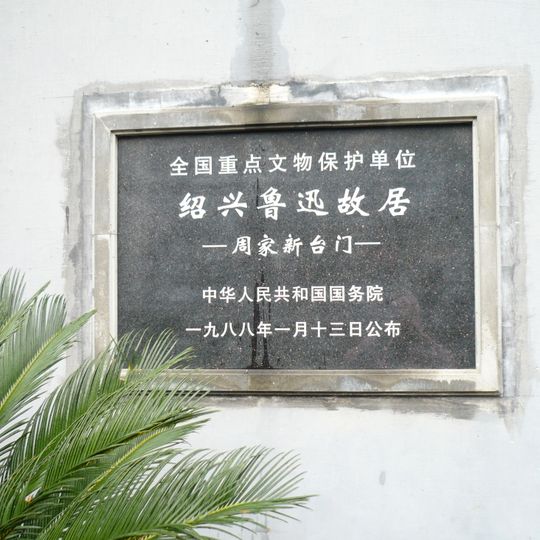 全国重点文物保护单位
绍兴鲁迅故居
—周家新台门—
中华人民共和国国务院
一九八八年一月十三日公布